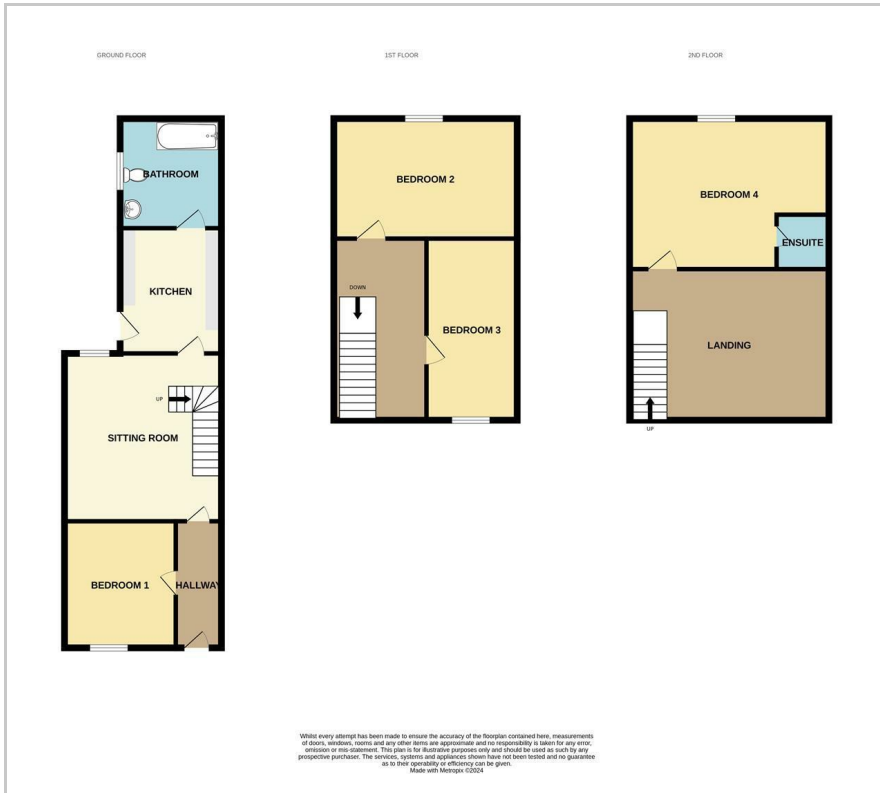 GROUND FLOOR
1ST FLOOR
2ND FLOOR
BATHROOM
KITCHEN
UP
SITTING ROOM
BEDROOM 1
HALLWAY
BEDROOM 2
DOWN
BEDROOM 3
BEDROOM 4
ENSUITE
LANDING
UP
Whilst every attempt has been made to ensure the accuracy of the floorplan contained here, measurements
of doors, windows, rooms and any other items are approximate and no responsibility is taken for any error,
omission or mis-statement. This plan is for illustrative purposes only and should be used as such by any
prospective purchaser. The services, systems and appliances shown have not been tested and no guarantee
as to their operability or efficiency can be given.
Made with Metropix ©2024